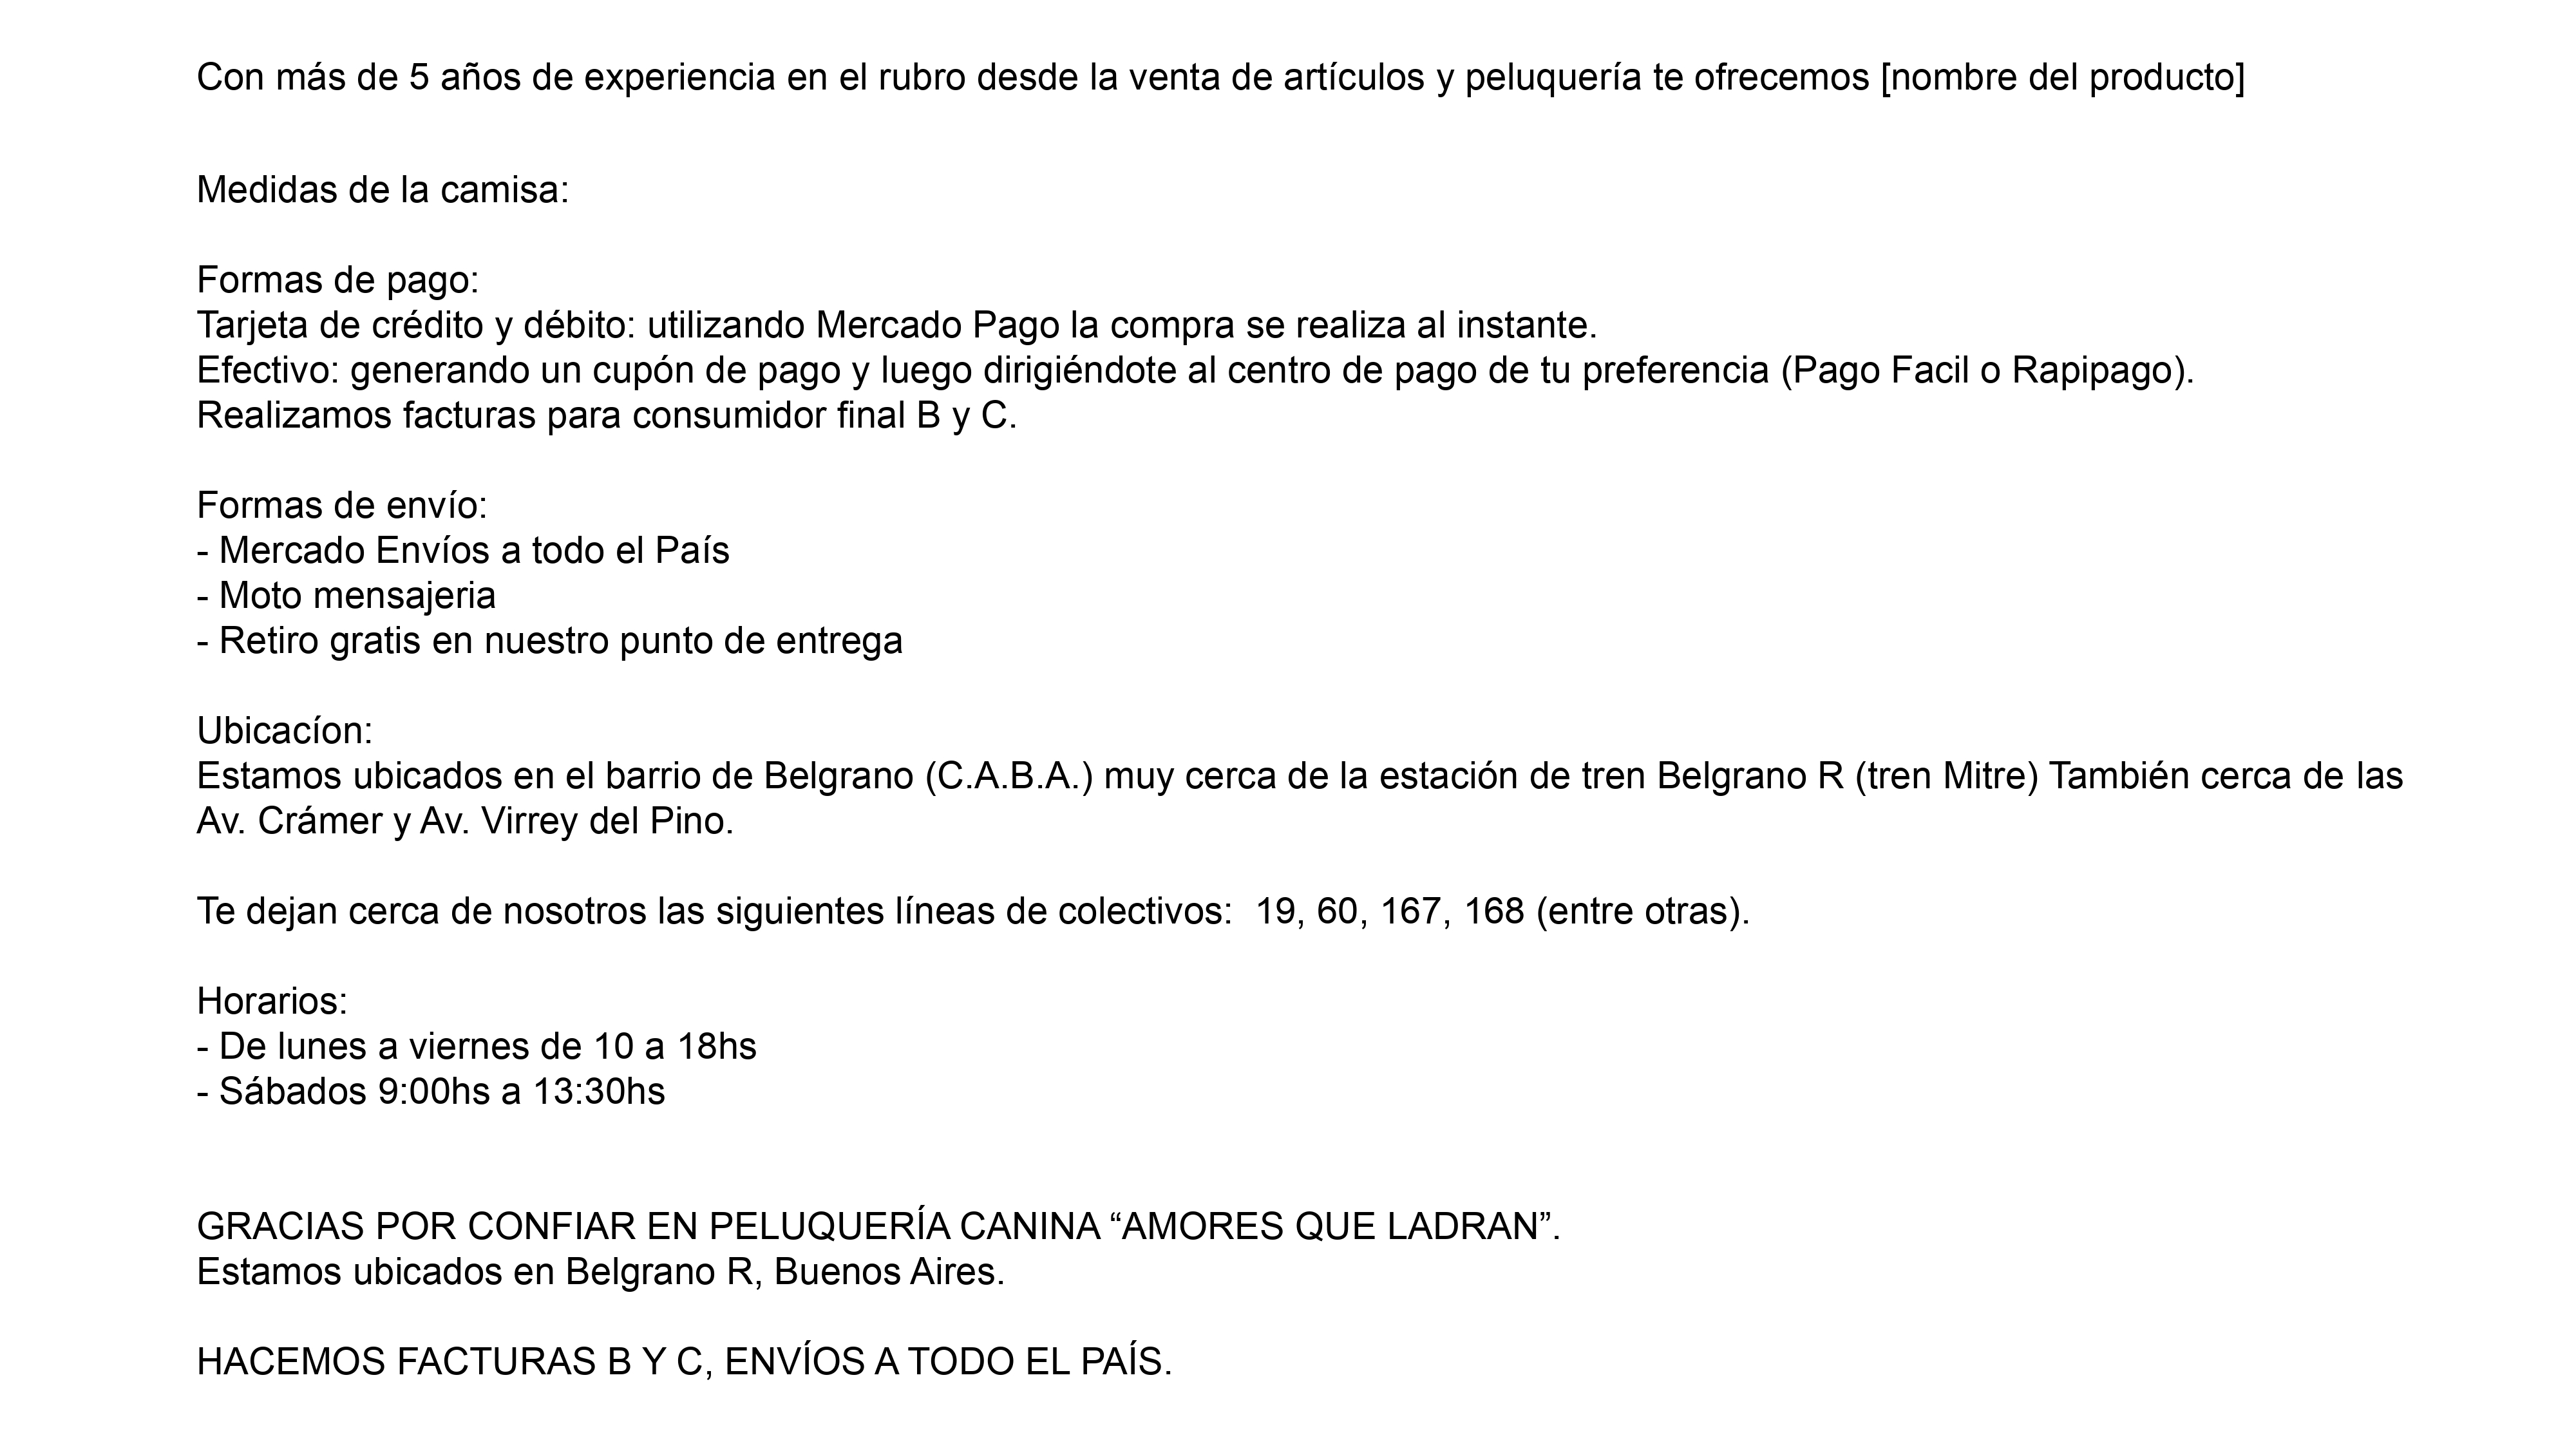 Con más de 5 años de experiencia en el rubro desde la venta de artículos y peluquería te ofrecemos [nombre del producto]
Medidas de la camisa:
Formas de pago:
Tarjeta de crédito y débito: utilizando Mercado Pago la compra se realiza al instante.
Efectivo: generando un cupón de pago y luego dirigiéndote al centro de pago de tu preferencia (Pago Facil o Rapipago).
Realizamos facturas para consumidor final B y C.
Formas de envío:
- Mercado Envíos a todo el País
- Moto mensajeria
- Retiro gratis en nuestro punto de entrega
Ubicacíon:
Estamos ubicados en el barrio de Belgrano (C.A.B.A.) muy cerca de la estación de tren Belgrano R (tren Mitre) También cerca de las
Av. Crámer y Av. Virrey del Pino.
Te dejan cerca de nosotros las siguientes líneas de colectivos:  19, 60, 167, 168 (entre otras).
Horarios:
- De lunes a viernes de 10 a 18hs
- Sábados 9:00hs a 13:30hs
GRACIAS POR CONFIAR EN PELUQUERÍA CANINA “AMORES QUE LADRAN”.
Estamos ubicados en Belgrano R, Buenos Aires.
HACEMOS FACTURAS B Y C, ENVÍOS A TODO EL PAÍS.